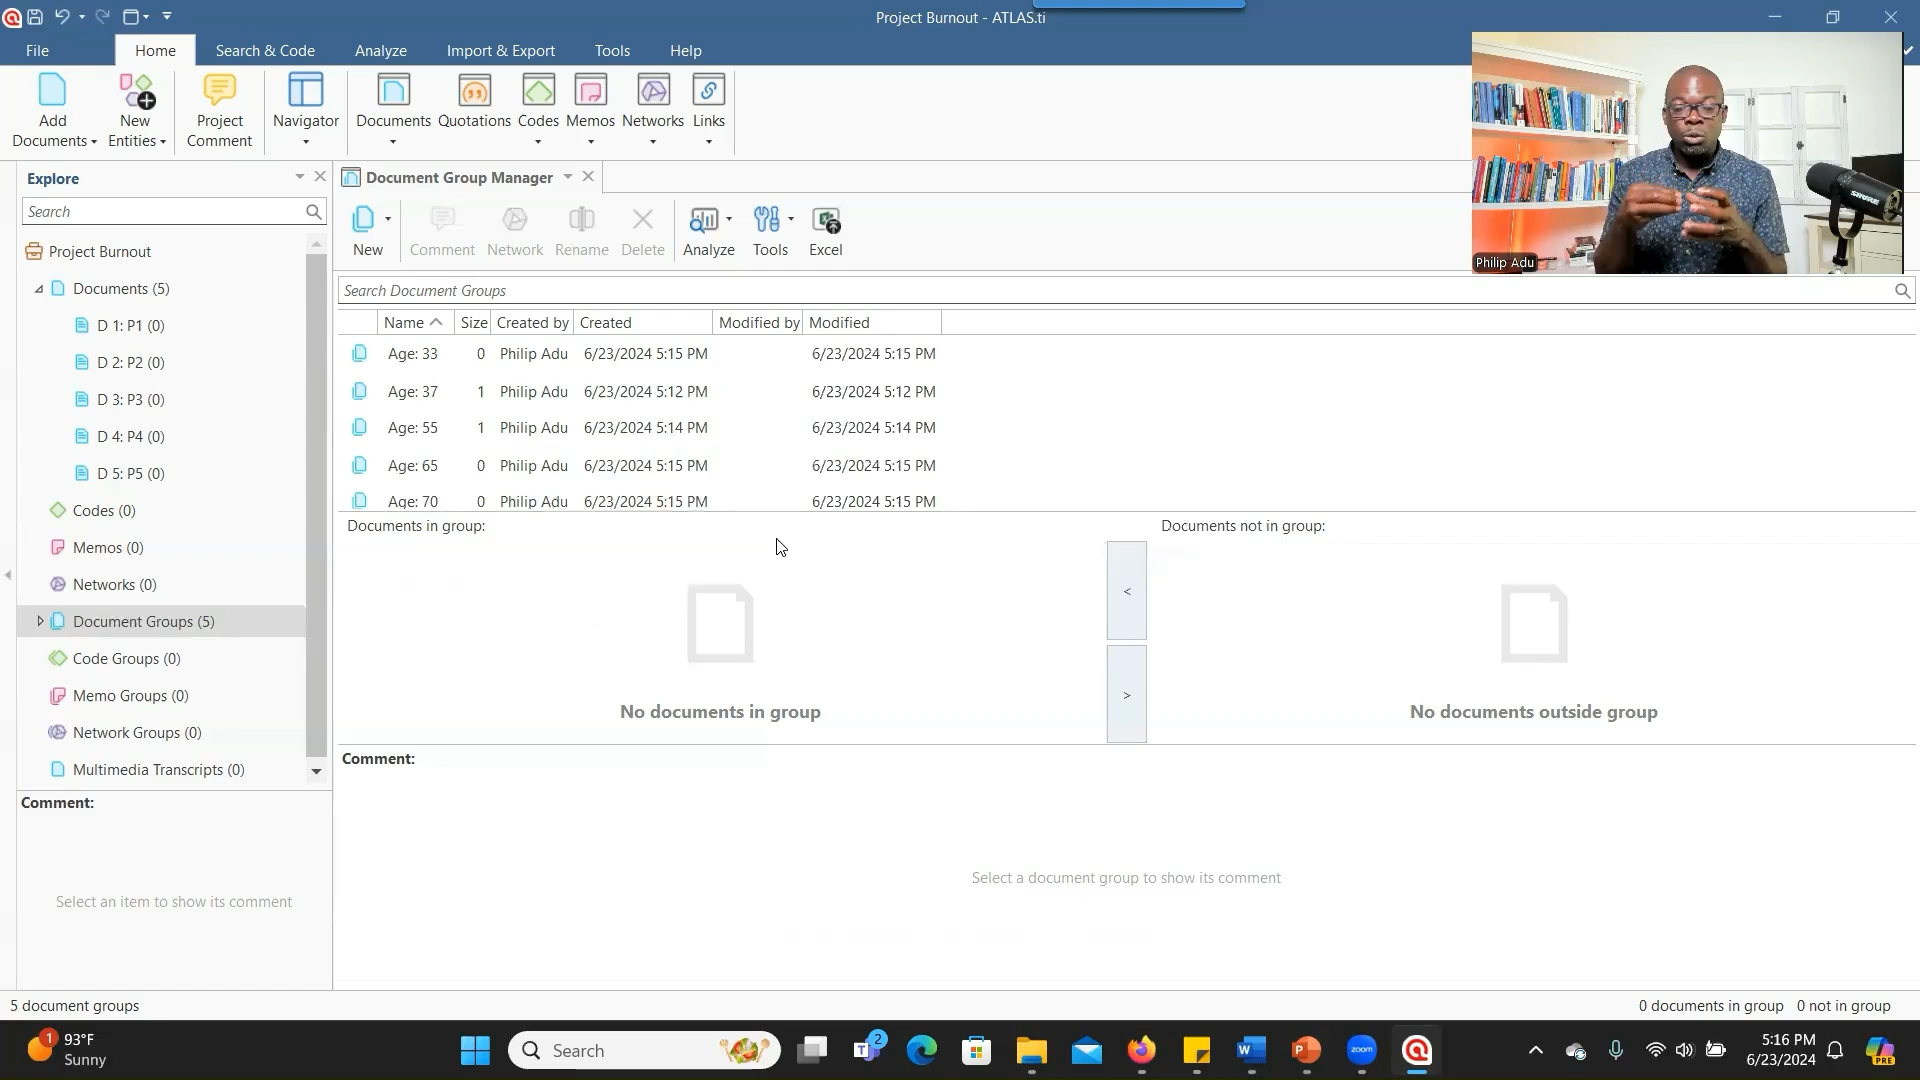 Project Burnout - ATLAS.ti
File
Home
Search & Code
Analyze
Import & Export
Tools
Help
Add Documents
New Entities
Project Comment
Navigator
Documents
Quotations
Codes
Memos
Networks
Links
Philip Adu
SHURE
Explore
Search
Project Burnout
Documents (5)
D 1: P1 (0)
D 2: P2 (0)
D 3: P3 (0)
D 4: P4 (0)
D 5: P5 (0)
Codes (0)
Memos (0)
Networks (0)
Document Groups (5)
Code Groups (0)
Memo Groups (0)
Network Groups (0)
Multimedia Transcripts (0)
Comment:
Select an item to show its comment
Document Group Manager
New
Comment
Network
Rename
Delete
Analyze
Tools
Excel
Search Document Groups
Name Size Created by Created Modified by Modified
Age: 33 0 Philip Adu 6/23/2024 5:15 PM 6/23/2024 5:15 PM
Age: 37 1 Philip Adu 6/23/2024 5:12 PM 6/23/2024 5:12 PM
Age: 55 1 Philip Adu 6/23/2024 5:14 PM 6/23/2024 5:14 PM
Age: 65 0 Philip Adu 6/23/2024 5:15 PM 6/23/2024 5:15 PM
Age: 70 0 Philip Adu 6/23/2024 5:15 PM 6/23/2024 5:15 PM
Documents in group:
Documents not in group:
<
>
No documents in group
No documents outside group
Comment:
Select a document group to show its comment
5 document groups
0 documents in group 0 not in group
1
93°F
Sunny
Search
2
zoom
5:16 PM
6/23/2024
PRE